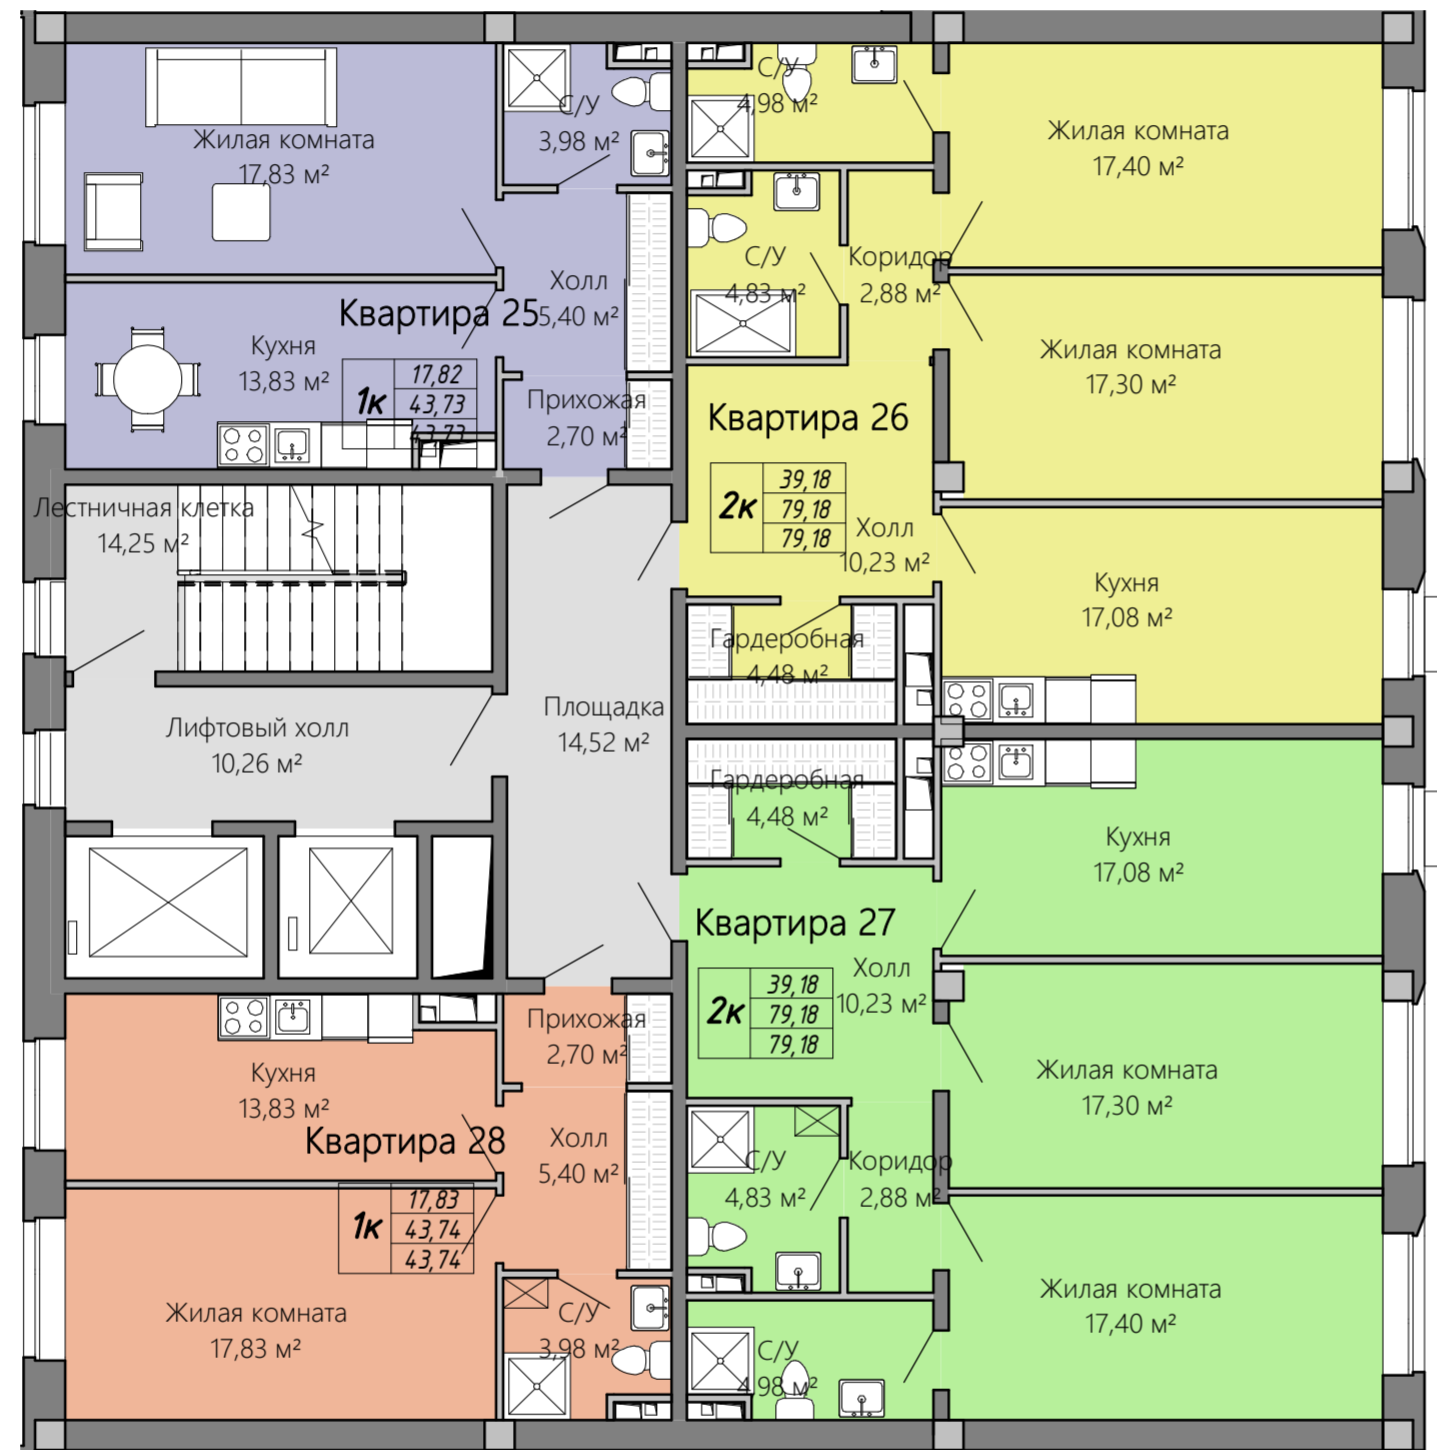 Жилая комната
17,83 м²
С/У
3,98 м²
Холл
5,40 м²
Квартира 25
Кухня
13,83 м²
1к
17,82
43,73
43,73
Прихожая
2,70 м²
С/У
4,98 м²
Жилая комната
17,40 м²
С/У
4,83 м²
Коридор
2,88 м²
Жилая комната
17,30 м²
Квартира 26
2к
39,18
79,18
79,18
Холл
10,23 м²
Кухня
17,08 м²
Гардеробная
4,48 м²
Лестничная клетка
14,25 м²
Лифтовый холл
10,26 м²
Площадка
14,52 м²
Гардеробная
4,48 м²
Кухня
17,08 м²
Квартира 27
2к
39,18
79,18
79,18
Холл
10,23 м²
Жилая комната
17,30 м²
С/У
4,83 м²
Коридор
2,88 м²
Жилая комната
17,40 м²
С/У
4,98 м²
Прихожая
2,70 м²
Кухня
13,83 м²
Квартира 28
Холл
5,40 м²
1к
17,83
43,74
43,74
Жилая комната
17,83 м²
С/У
3,98 м²